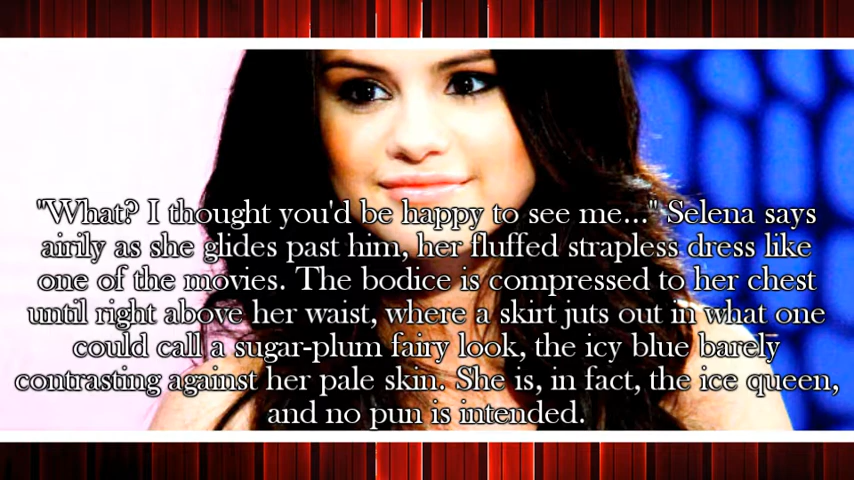 "What? I thought you'd be happy to see me..." Selena says
airily as she glides past him, her fluffed strapless dress like
one of the movies. The bodice is compressed to her chest
until right above her waist, where a skirt juts out in what one
could call a sugar-plum fairy look, the icy blue barely
contrasting against her pale skin. She is, in fact, the ice queen,
and no pun is intended.